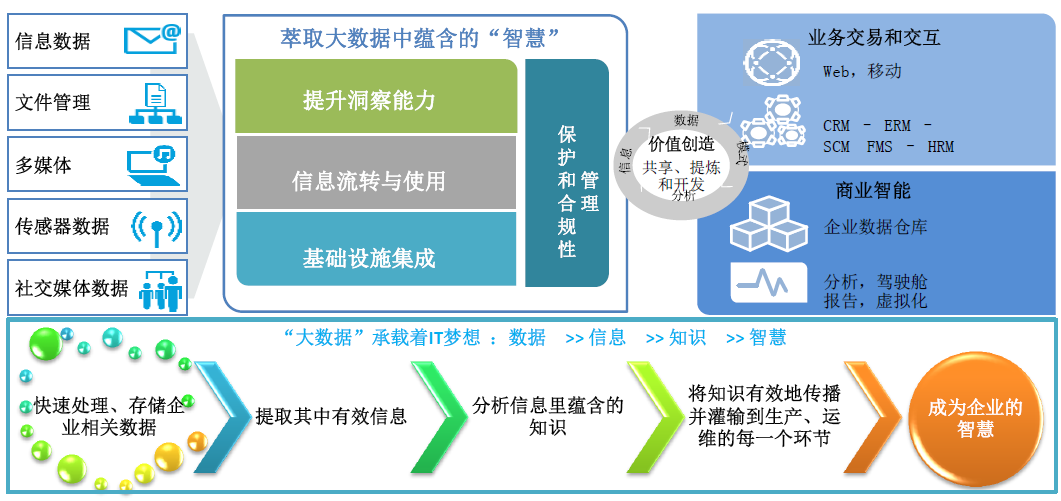 信息数据
文件管理
多媒体
传感器数据
社交媒体数据
萃取大数据中蕴含的“智慧”
提升洞察能力
信息流转与使用
基础设施集成
保护和合规性
管理
数据
信息
模式
分析
价值创造
共享、提炼
和开发
业务交易和交互
Web，移动
CRM – ERM –
SCM FMS – HRM
商业智能
企业数据仓库
分析，驾驶舱
报告，虚拟化
“大数据”承载着IT梦想 ：数据 >> 信息 >> 知识 >> 智慧
快速处理、存储企
业相关数据
提取其中有效信息
分析信息里蕴含的
知识
将知识有效地传播
并灌输到生产、运
维的每一个环节
成为企业的
智慧